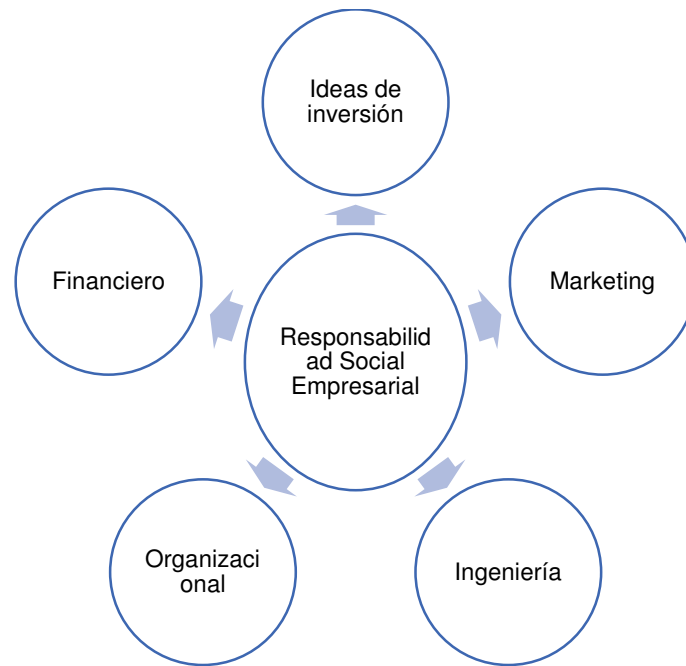 Ideas de
inversión
Financiero
Marketing
Responsabilid
ad Social
Empresarial
Organizaci
onal
Ingeniería